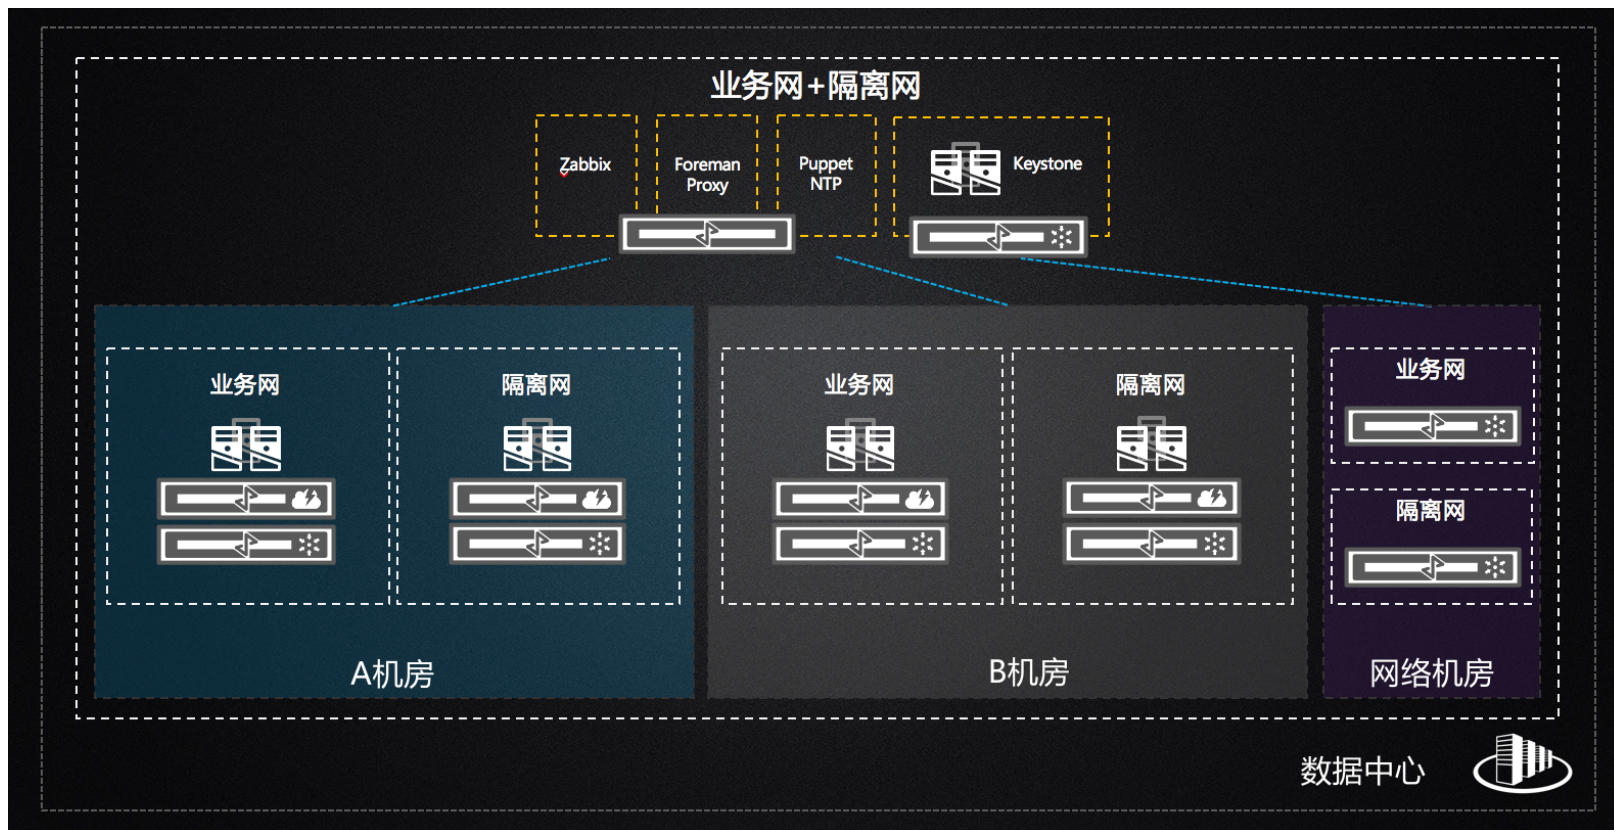 业务网+隔离网
Zabbix
Foreman
Proxy
Puppet
NTP
Keystone
业务网
隔离网
A机房
业务网
隔离网
B机房
业务网
隔离网
网络机房
数据中心